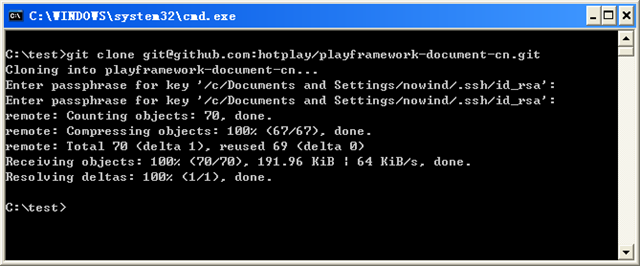 C:\WINDOWS\system32\cmd.exe
C:\test>git clone git@github.com:hotplay/playframework-document-cn.git
Cloning into playframework-document-cn...
Enter passphrase for key '/c/Documents and Settings/nowind/.ssh/id_rsa':
Enter passphrase for key '/c/Documents and Settings/nowind/.ssh/id_rsa':
remote: Counting objects: 70, done.
remote: Compressing objects: 100% (67/67), done.
remote: Total 70 (delta 1), reused 69 (delta 0)
Receiving objects: 100% (70/70), 191.96 KiB | 64 KiB/s, done.
Resolving deltas: 100% (1/1), done.
C:\test>